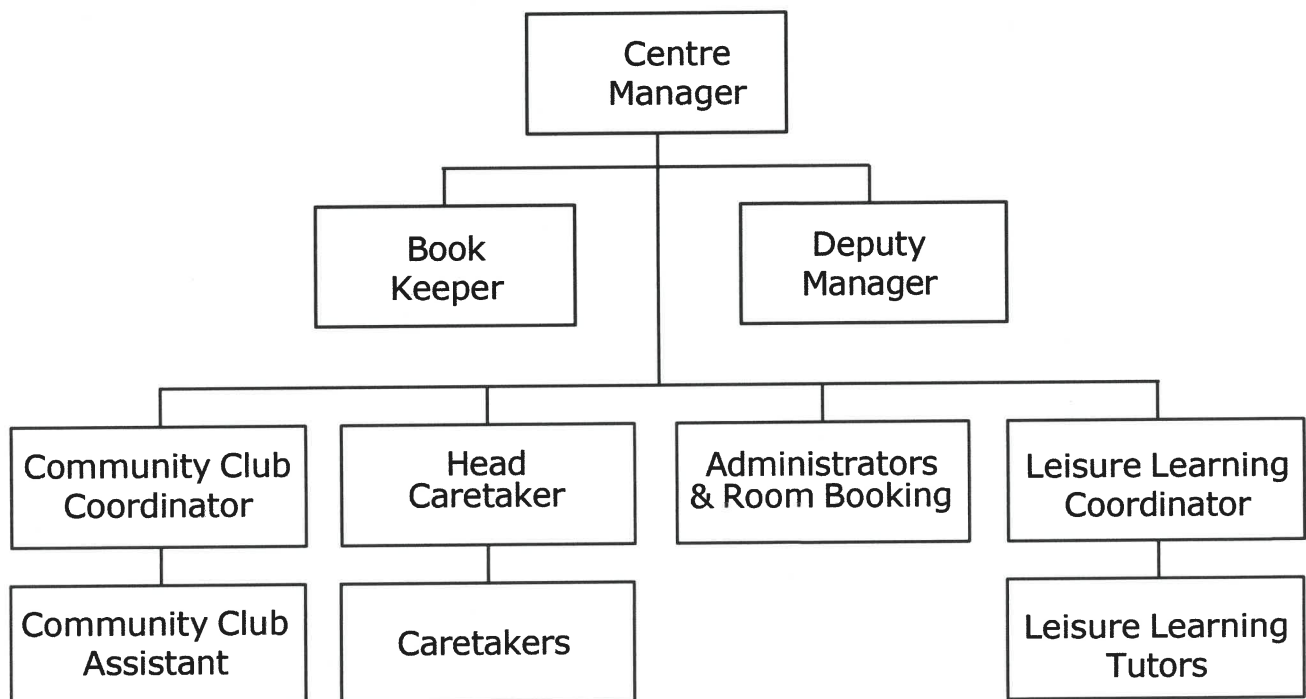 Centre
Manager
Book
Keeper
Deputy
Manager
Community Club
Coordinator
Head
Caretaker
Administrators
& Room Booking
Leisure Learning
Coordinator
Community Club
Assistant
Caretakers
Leisure Learning
Tutors